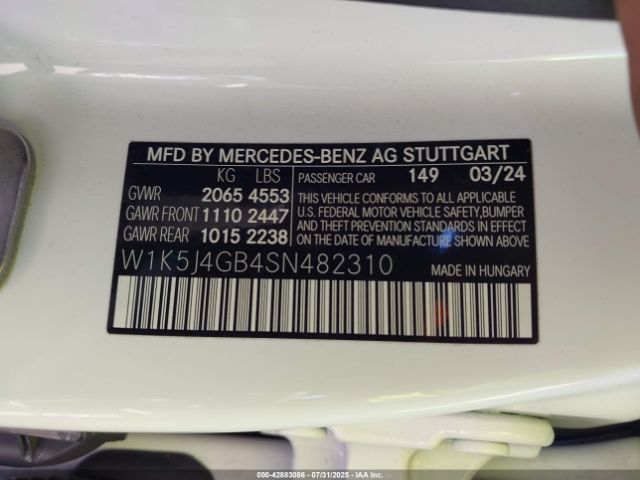 MFD BY MERCEDES-BENZ AG STUTTGART
KG LBS
GVWR 2065 4553
GAWR FRONT 1110 2447
GAWR REAR 1015 2238
PASSENGER CAR 149 03/24
THIS VEHICLE CONFORMS TO ALL APPLICABLE
U.S. FEDERAL MOTOR VEHICLE SAFETY,BUMPER
AND THEFT PREVENTION STANDARDS IN
EFFECT ON THE DATE OF
MANUFACTURE SHOWN ABOVE.
W1K5J4GB4SN482310
MADE IN HUNGARY
000-42883086 - 07/31/2025 - IAAI.COM